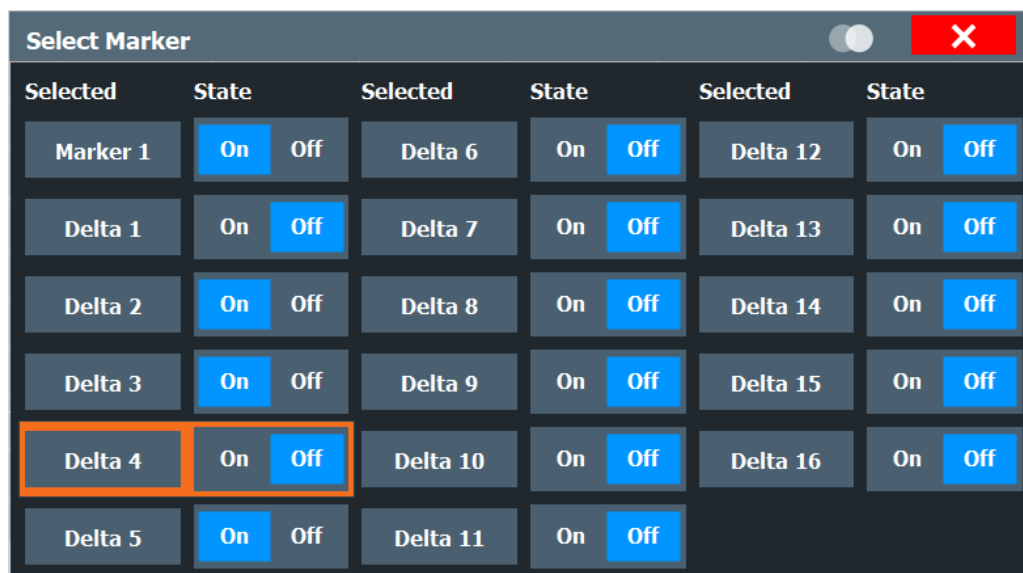 Select Marker
Selected State Selected State Selected State
Marker 1 On Off Delta 6 On Off Delta 12 On Off
Delta 1 On Off Delta 7 On Off Delta 13 On Off
Delta 2 On Off Delta 8 On Off Delta 14 On Off
Delta 3 On Off Delta 9 On Off Delta 15 On Off
Delta 4 On Off Delta 10 On Off Delta 16 On Off
Delta 5 On Off Delta 11 On Off